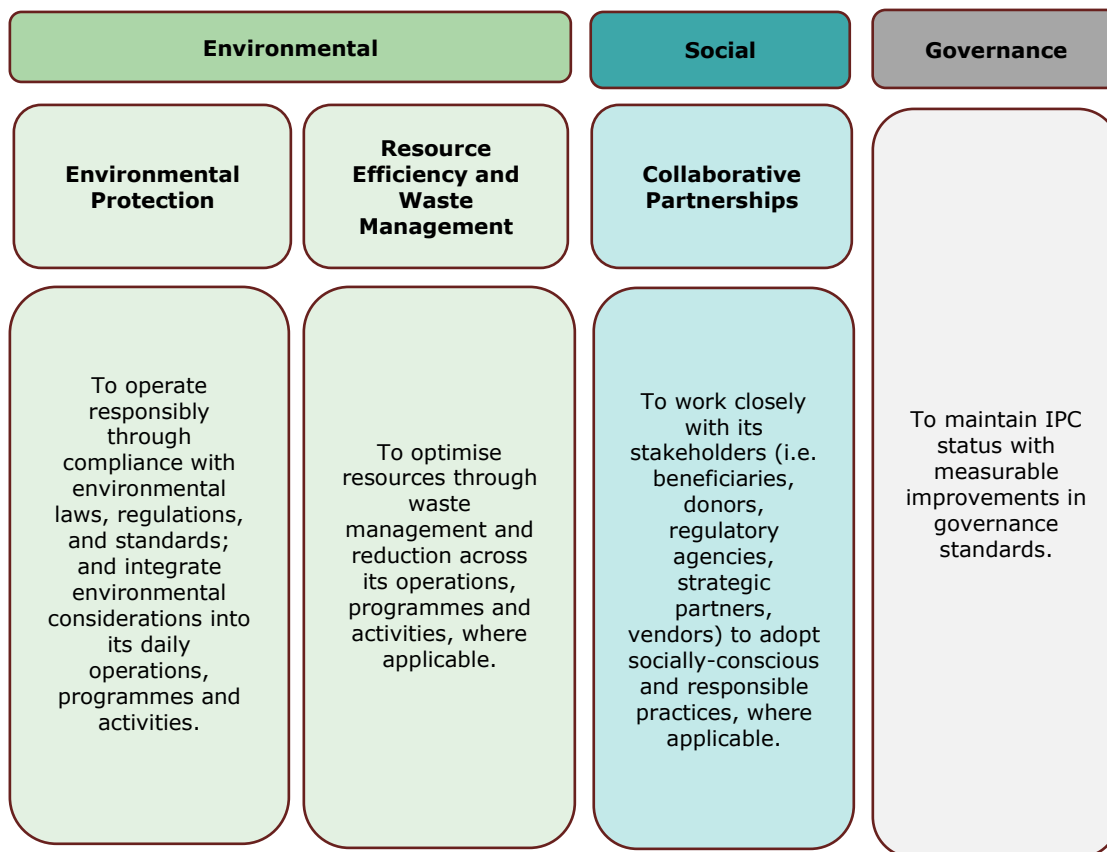 Environmental
Social
Governance
Environmental
Protection
Resource
Efficiency and
Waste
Management
Collaborative
Partnerships
To operate
responsibly
through
compliance with
environmental
laws, regulations,
and standards;
and integrate
environmental
considerations into
its daily
operations,
programmes and
activities.
To optimise
resources through
waste
management and
reduction across
its operations,
programmes and
activities, where
applicable.
To work closely
with its
stakeholders (i.e.
beneficiaries,
donors,
regulatory
agencies,
strategic
partners,
vendors) to adopt
socially-conscious
and responsible
practices, where
applicable.
To maintain IPC
status with
measurable
improvements in
governance
standards.